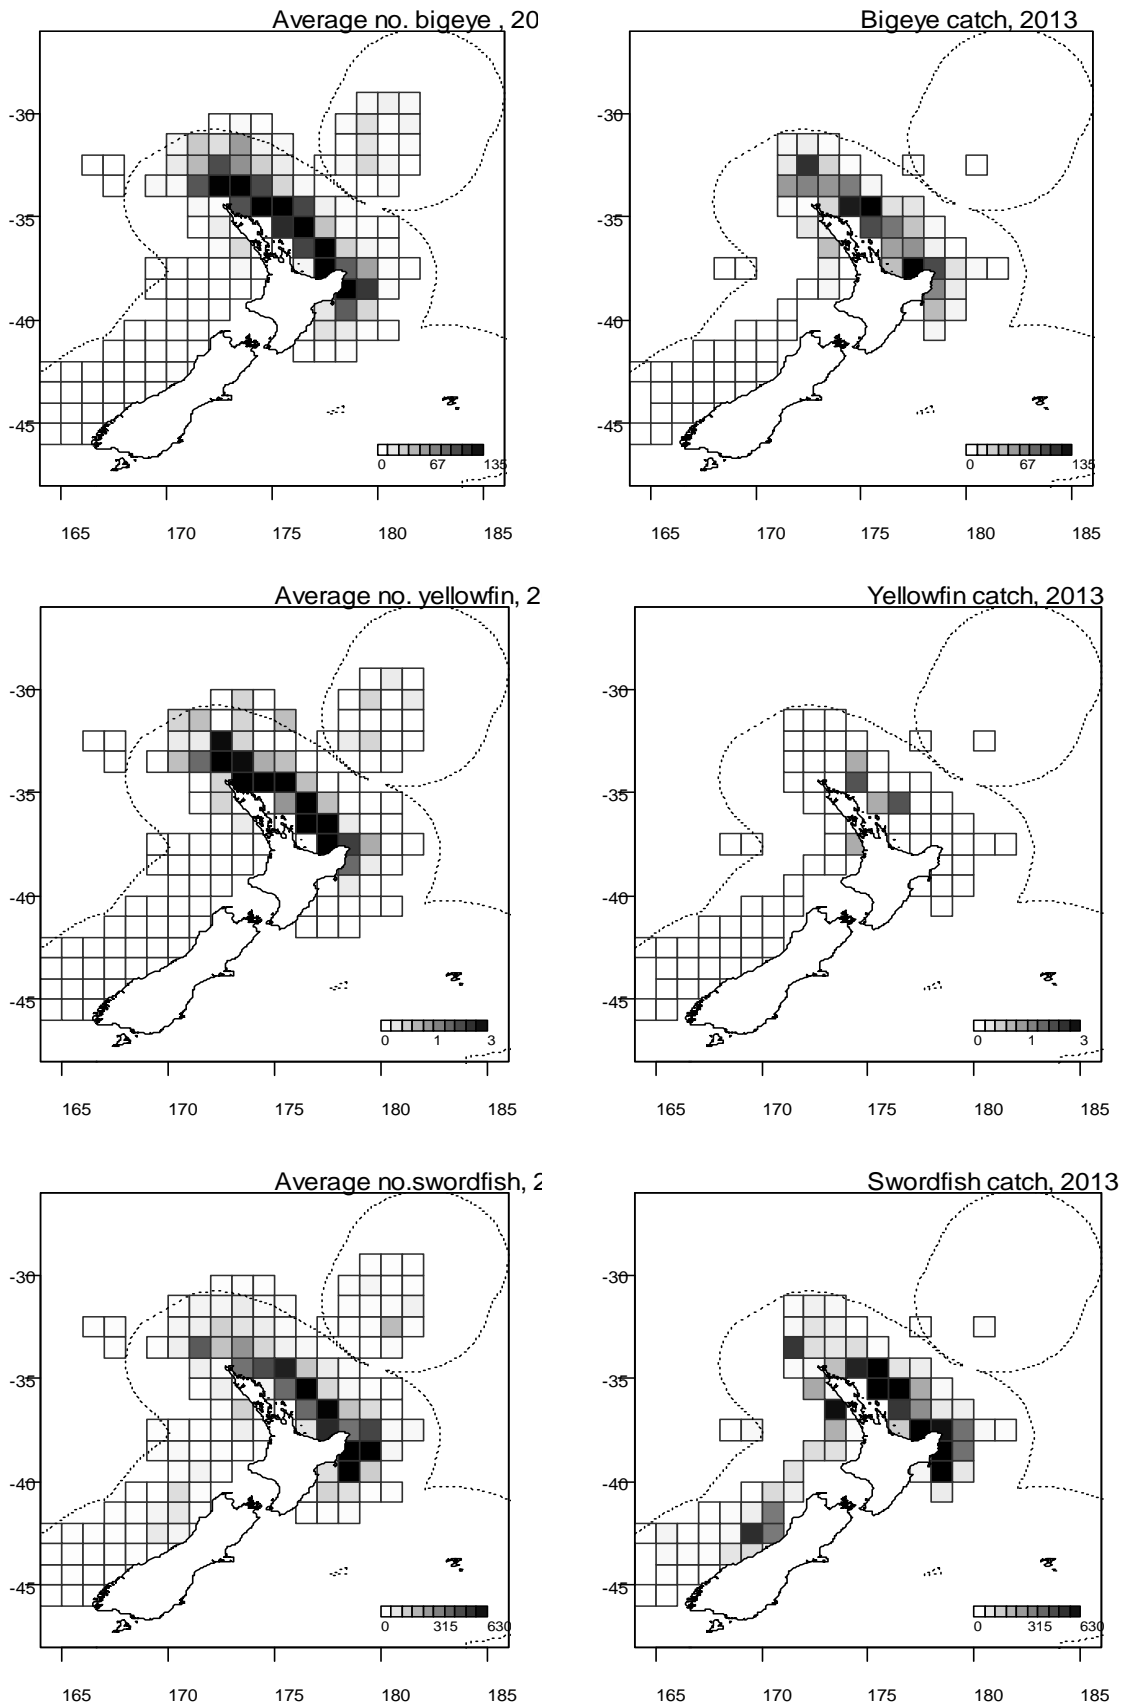 Average no. bigeye , 20
Bigeye catch, 2013
-30
-35
-40
-45
0 67 135
165 170 175 180 185
-30
-35
-40
-45
0 67 135
165 170 175 180 185
Average no. yellowfin, 2
Yellowfin catch, 2013
-30
-35
-40
-45
0 1 3
165 170 175 180 185
-30
-35
-40
-45
0 1 3
165 170 175 180 185
Average no.swordfish, 2
Swordfish catch, 2013
-30
-35
-40
-45
0 315 630
165 170 175 180 185
-30
-35
-40
-45
0 315 630
165 170 175 180 185